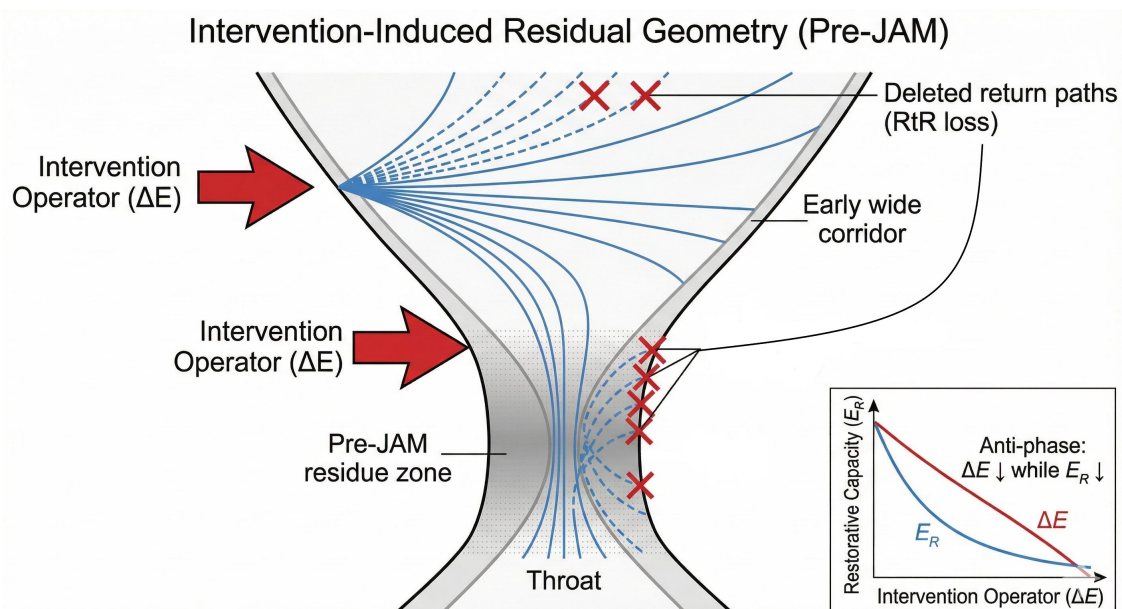 Intervention-Induced Residual Geometry (Pre-JAM)
Deleted return paths
(RtR loss)
Intervention
Operator (ΔE)
Early wide
corridor
Intervention
Operator (ΔE)
Pre-JAM
residue zone
Throat
Restorative Capacity (E_R)
Anti-phase:
ΔE ↓ while E_R ↓
ΔE
E_R
Intervention Operator (ΔE)